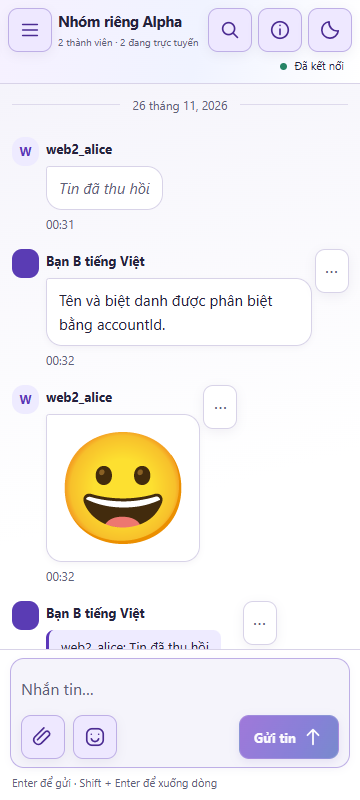 Nhóm riêng Alpha
2 thành viên · 2 đang trực tuyến
Đã kết nối
26 tháng 11, 2026
W
web2_alice
Tin đã thu hồi
00:31
Bạn B tiếng Việt
...
Tên và biệt danh được phân biệt
bằng accountId.
00:32
W
web2_alice
...
00:32
Bạn B tiếng Việt
...
web2_alice: Tin đã thu hồi
Nhắn tin...
Gửi tin
Enter để gửi · Shift + Enter để xuống dòng